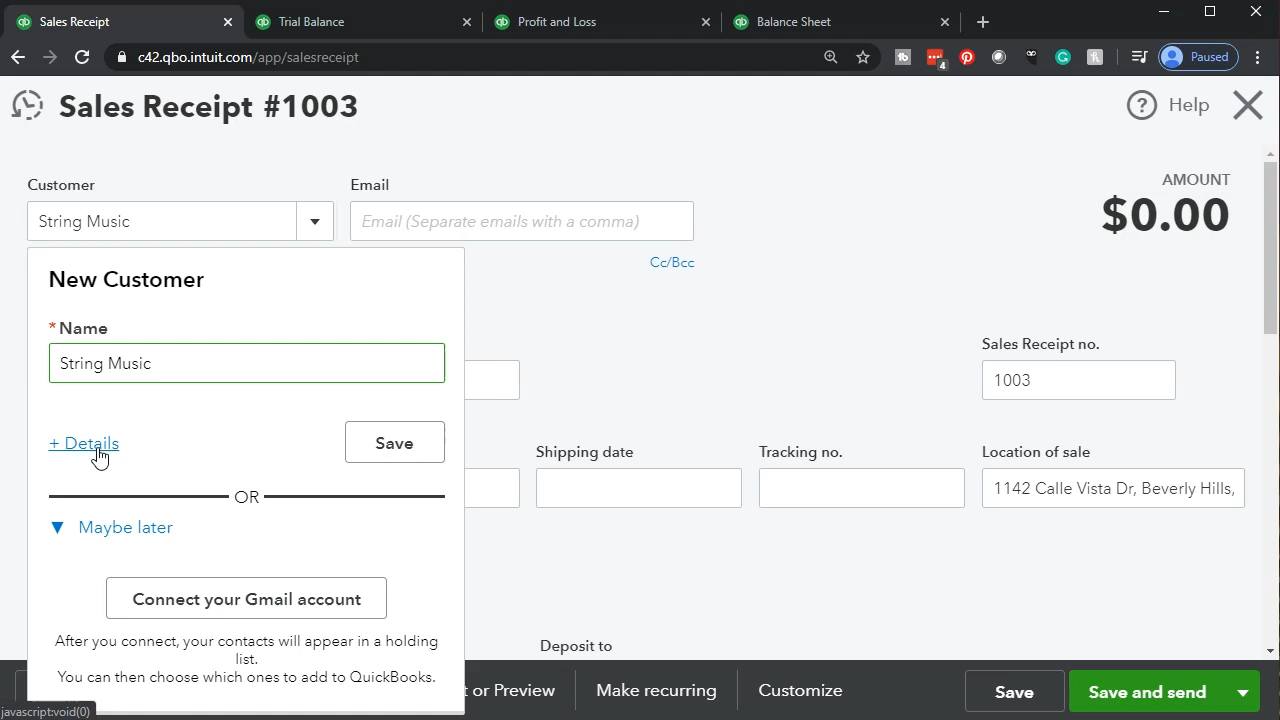 Sales Receipt
Trial Balance
Profit and Loss
Balance Sheet
c42.qbo.intuit.com/app/salesreceipt
4
Paused
Sales Receipt #1003
Help
Customer
Email
AMOUNT
String Music
Email (Separate emails with a comma)
$0.00
Cc/Bcc
New Customer
* Name
String Music
Sales Receipt no.
1003
+ Details
Save
Shipping date
Tracking no.
Location of sale
1142 Calle Vista Dr, Beverly Hills,
OR
Maybe later
Connect your Gmail account
After you connect, your contacts will appear in a holding
list.
You can then choose which ones to add to QuickBooks.
Deposit to
t or Preview
Make recurring
Customize
Save
Save and send
javascript:void(0)